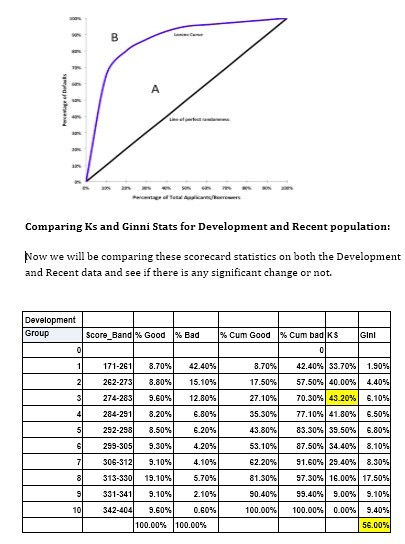 100%
90%
80%
70%
60%
50%
40%
30%
20%
10%
0%
Percentage of Defaults
B
A
Lorenz Curve
Line of perfect randomness
0% 10% 20% 30% 40% 50% 60% 70% 80% 90% 100%
Percentage of Total Applicants/Borrowers
Comparing Ks and Ginni Stats for Development and Recent population:
Now we will be comparing these scorecard statistics on both the Development
and Recent data and see if there is any significant change or not.
Development
Group Score_Band % Good % Bad % Cum Good % Cum bad KS Gini
0 0
1 171-261 8.70% 42.40% 8.70% 42.40% 33.70% 1.90%
2 262-273 8.80% 15.10% 17.50% 57.50% 40.00% 4.40%
3 274-283 9.60% 12.80% 27.10% 70.30% 43.20% 6.10%
4 284-291 8.20% 6.80% 35.30% 77.10% 41.80% 6.50%
5 292-298 8.50% 6.20% 43.80% 83.30% 39.50% 6.80%
6 299-305 9.30% 4.20% 53.10% 87.50% 34.40% 8.10%
7 306-312 9.10% 4.10% 62.20% 91.60% 29.40% 8.30%
8 313-330 19.10% 5.70% 81.30% 97.30% 16.00% 17.50%
9 331-341 9.10% 2.10% 90.40% 99.40% 9.00% 9.10%
10 342-404 9.60% 0.60% 100.00% 100.00% 0.00% 9.40%
100.00% 100.00% 56.00%